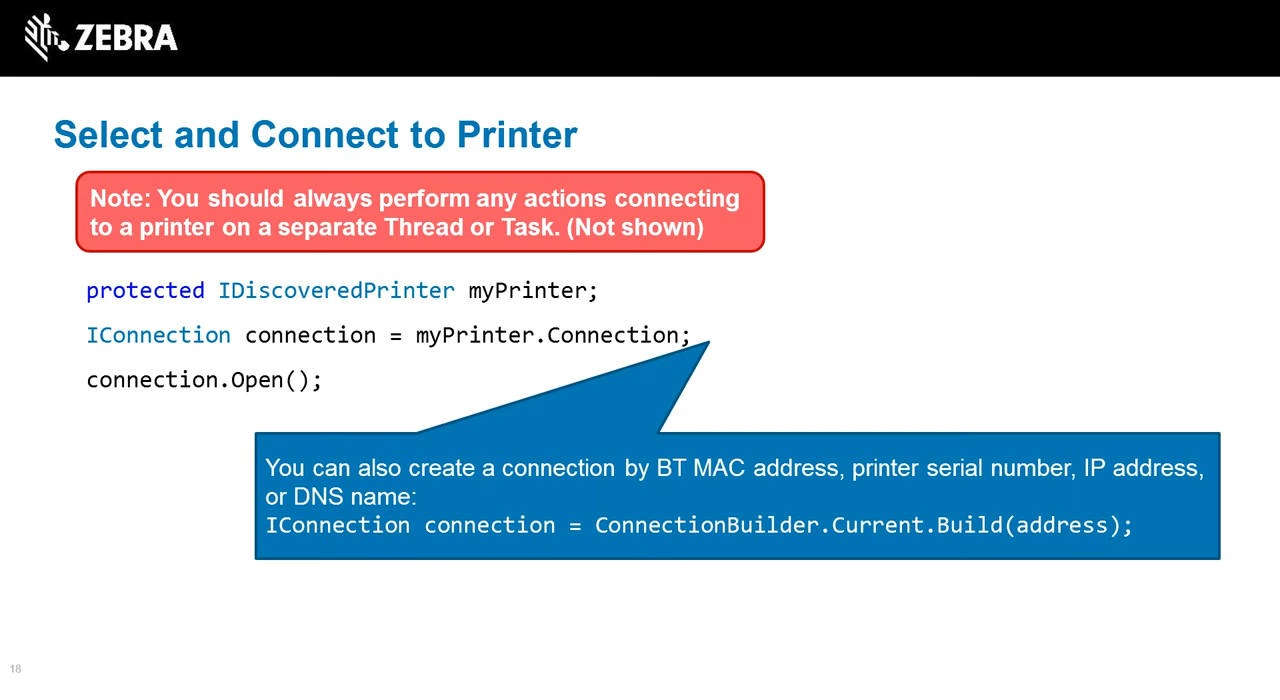 ZEBRA
Select and Connect to Printer
Note: You should always perform any actions connecting
to a printer on a separate Thread or Task. (Not shown)
protected IDiscoveredPrinter myPrinter;
IConnection connection = myPrinter.Connection;
connection.Open();
You can also create a connection by BT MAC address, printer serial number, IP address,
or DNS name:
IConnection connection = ConnectionBuilder.Current.Build(address);
18